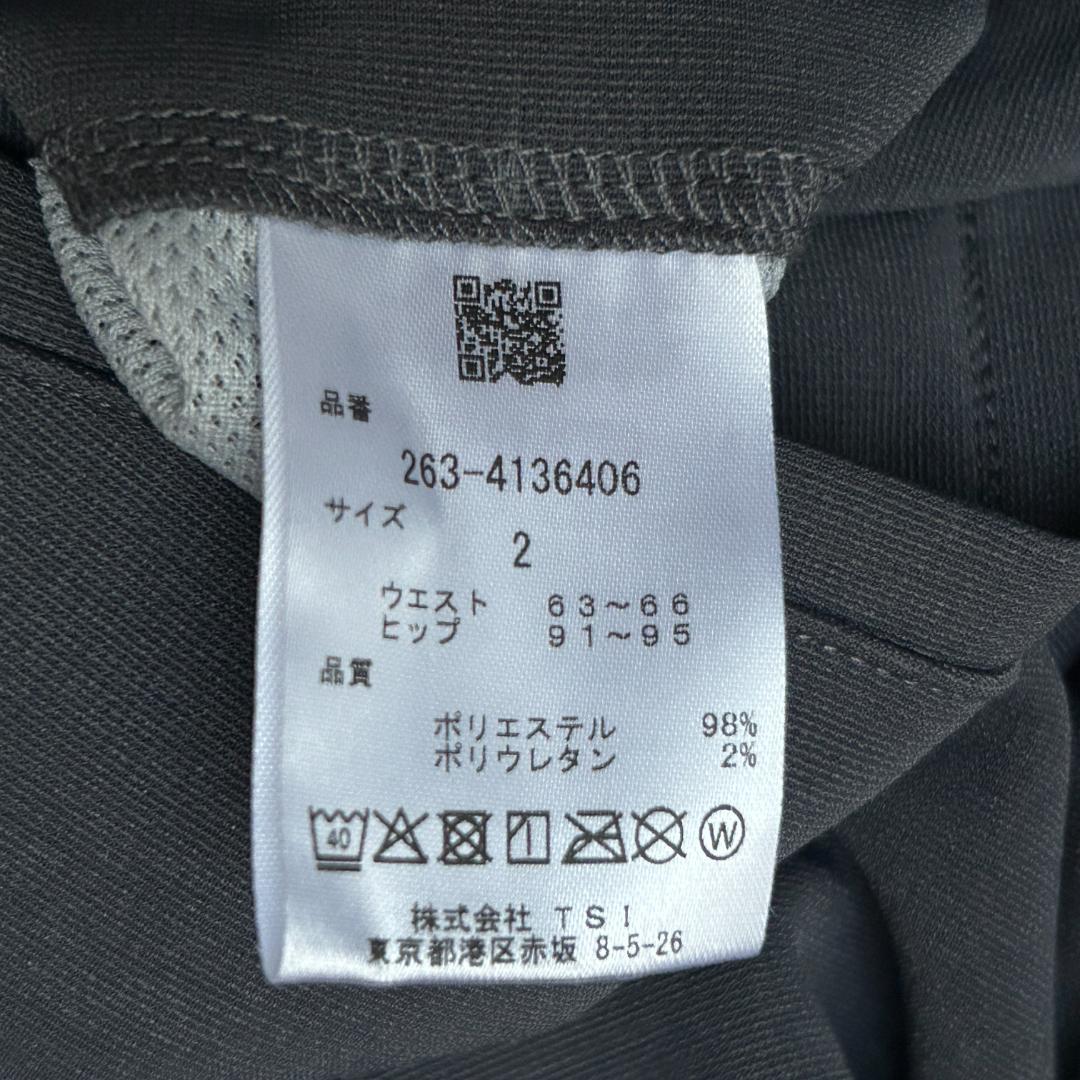 品番
263-4136406
サイズ
2
ウエスト 63〜66
ヒップ 91〜95
品質
ポリエステル 98%
ポリウレタン 2%
40 W
株式会社 TSI
東京都港区赤坂 8-5-26